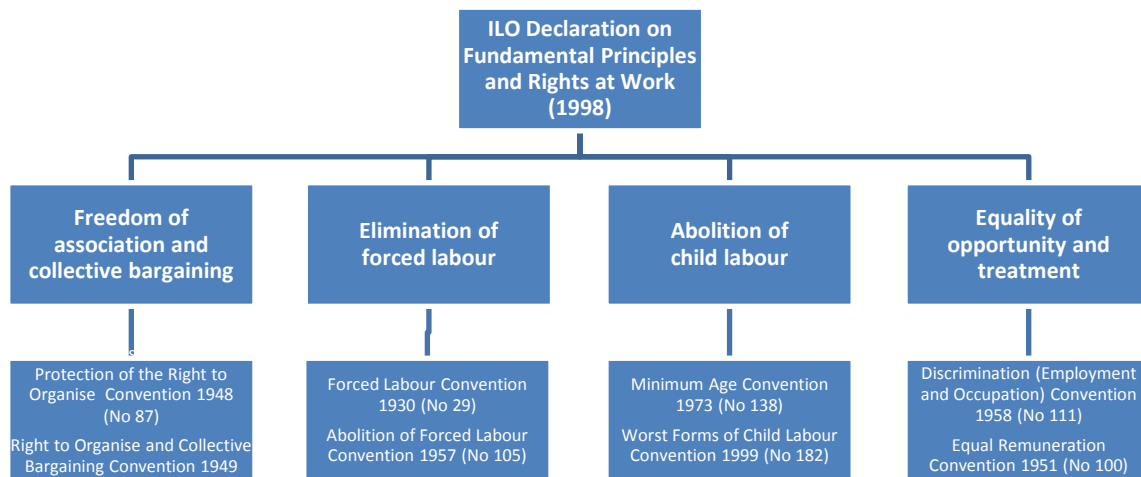 ILO Declaration on
Fundamental Principles
and Rights at Work
(1998)
Freedom of
association and
collective bargaining
Elimination of
forced labour
Abolition of
child labour
Equality of
opportunity and
treatment
Protection of the Right to
Organise Convention 1948
(No 87)
Right to Organise and Collective
Bargaining Convention 1949
Forced Labour Convention
1930 (No 29)
Abolition of Forced Labour
Convention 1957 (No 105)
Minimum Age Convention
1973 (No 138)
Worst Forms of Child Labour
Convention 1999 (No 182)
Discrimination (Employment
and Occupation) Convention
1958 (No 111)
Equal Remuneration
Convention 1951 (No 100)